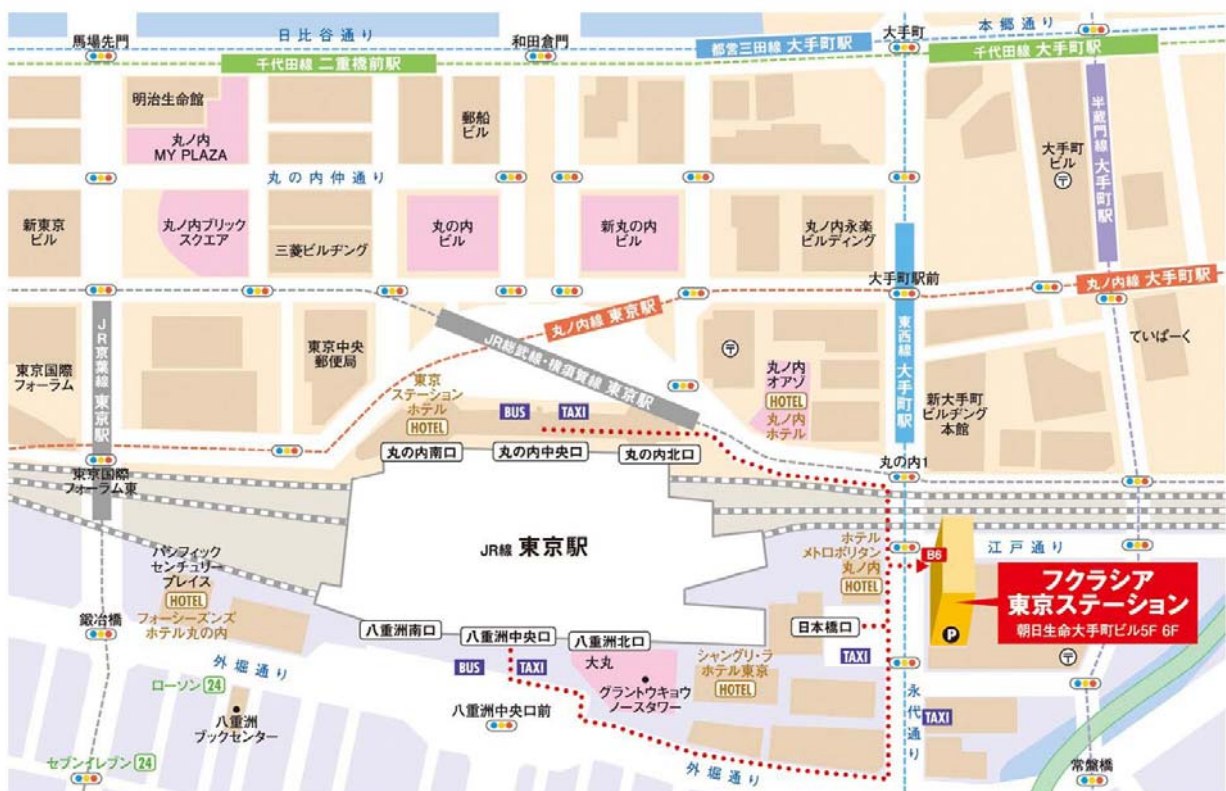 馬場先門
日比谷通り
和田倉門
都営三田線 大手町駅
大手町
本郷通り
千代田線 二重橋前駅
千代田線 大手町駅
明治生命館
丸ノ内
MY PLAZA
郵船
ビル
半蔵門線 大手町駅
大手町
ビル
〒
丸の内仲通り
新東京
ビル
丸ノ内ブリック
スクエア
三菱ビルヂング
丸の内
ビル
新丸の内
ビル
丸ノ内永楽
ビルディング
大手町駅前
丸ノ内線 大手町駅
JR京葉線 東京駅
丸ノ内線 東京駅
JR総武線・横須賀線 東京駅
東西線 大手町駅
ていぱーく
東京国際
フォーラム
東京中央
郵便局
東京
ステーション
ホテル
HOTEL
BUS
TAXI
〒
丸ノ内
オアゾ
HOTEL
丸ノ内
ホテル
新大手町
ビルヂング
本館
丸の内南口
丸の内中央口
丸の内北口
丸の内1
東京国際
フォーラム東
JR線 東京駅
ホテル
メトロポリタン
丸ノ内
HOTEL
B6
江戸通り
パシフィック
センチュリー
プレイス
HOTEL
フォーシーズンズ
ホテル丸の内
フクラシア
東京ステーション
朝日生命大手町ビル5F 6F
P
鍛冶橋
八重洲南口
八重洲中央口
八重洲北口
日本橋口
TAXI
〒
外堀通り
BUS
TAXI
大丸
グラントウキョウ
ノースタワー
シャングリ・ラ
ホテル東京
HOTEL
ローソン 24
八重洲
ブックセンター
八重洲中央口前
永代通り
TAXI
セブンイレブン 24
外堀通り
常盤橋